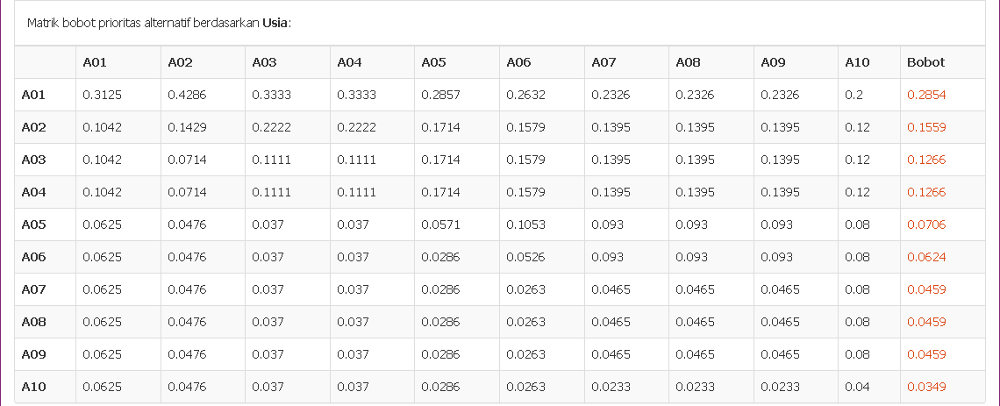 Matrik bobot prioritas alternatif berdasarkan Usia:
A01 A02 A03 A04 A05 A06 A07 A08 A09 A10 Bobot
A01 0.3125 0.4286 0.3333 0.3333 0.2857 0.2632 0.2326 0.2326 0.2326 0.2 0.2854
A02 0.1042 0.1429 0.2222 0.2222 0.1714 0.1579 0.1395 0.1395 0.1395 0.12 0.1559
A03 0.1042 0.0714 0.1111 0.1111 0.1714 0.1579 0.1395 0.1395 0.1395 0.12 0.1266
A04 0.1042 0.0714 0.1111 0.1111 0.1714 0.1579 0.1395 0.1395 0.1395 0.12 0.1266
A05 0.0625 0.0476 0.037 0.037 0.0571 0.1053 0.093 0.093 0.093 0.08 0.0706
A06 0.0625 0.0476 0.037 0.037 0.0286 0.0526 0.093 0.093 0.093 0.08 0.0624
A07 0.0625 0.0476 0.037 0.037 0.0286 0.0263 0.0465 0.0465 0.0465 0.08 0.0459
A08 0.0625 0.0476 0.037 0.037 0.0286 0.0263 0.0465 0.0465 0.0465 0.08 0.0459
A09 0.0625 0.0476 0.037 0.037 0.0286 0.0263 0.0465 0.0465 0.0465 0.08 0.0459
A10 0.0625 0.0476 0.037 0.037 0.0286 0.0263 0.0233 0.0233 0.0233 0.04 0.0349